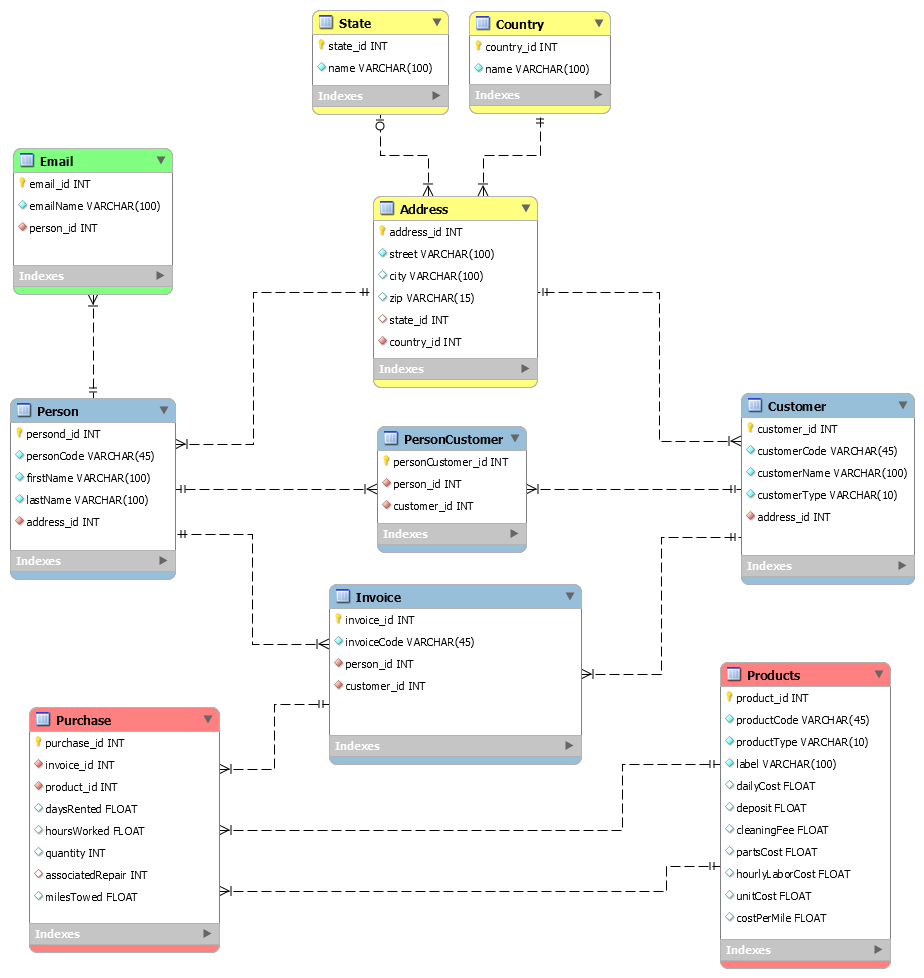 State
state_id INT
name VARCHAR(100)
Indexes
Country
country_id INT
name VARCHAR(100)
Indexes
Email
email_id INT
emailName VARCHAR(100)
person_id INT
Indexes
Address
address_id INT
street VARCHAR(100)
city VARCHAR(100)
zip VARCHAR(15)
state_id INT
country_id INT
Indexes
Person
persond_id INT
personCode VARCHAR(45)
firstName VARCHAR(100)
lastName VARCHAR(100)
address_id INT
Indexes
PersonCustomer
personCustomer_id INT
person_id INT
customer_id INT
Indexes
Customer
customer_id INT
customerCode VARCHAR(45)
customerName VARCHAR(100)
customerType VARCHAR(10)
address_id INT
Indexes
Invoice
invoice_id INT
invoiceCode VARCHAR(45)
person_id INT
customer_id INT
Indexes
Purchase
purchase_id INT
invoice_id INT
product_id INT
daysRented FLOAT
hoursWorked FLOAT
quantity INT
associatedRepair INT
milesTowed FLOAT
Indexes
Products
product_id INT
productCode VARCHAR(45)
productType VARCHAR(10)
label VARCHAR(100)
dailyCost FLOAT
deposit FLOAT
cleaningFee FLOAT
partsCost FLOAT
hourlyLaborCost FLOAT
unitCost FLOAT
costPerMile FLOAT
Indexes